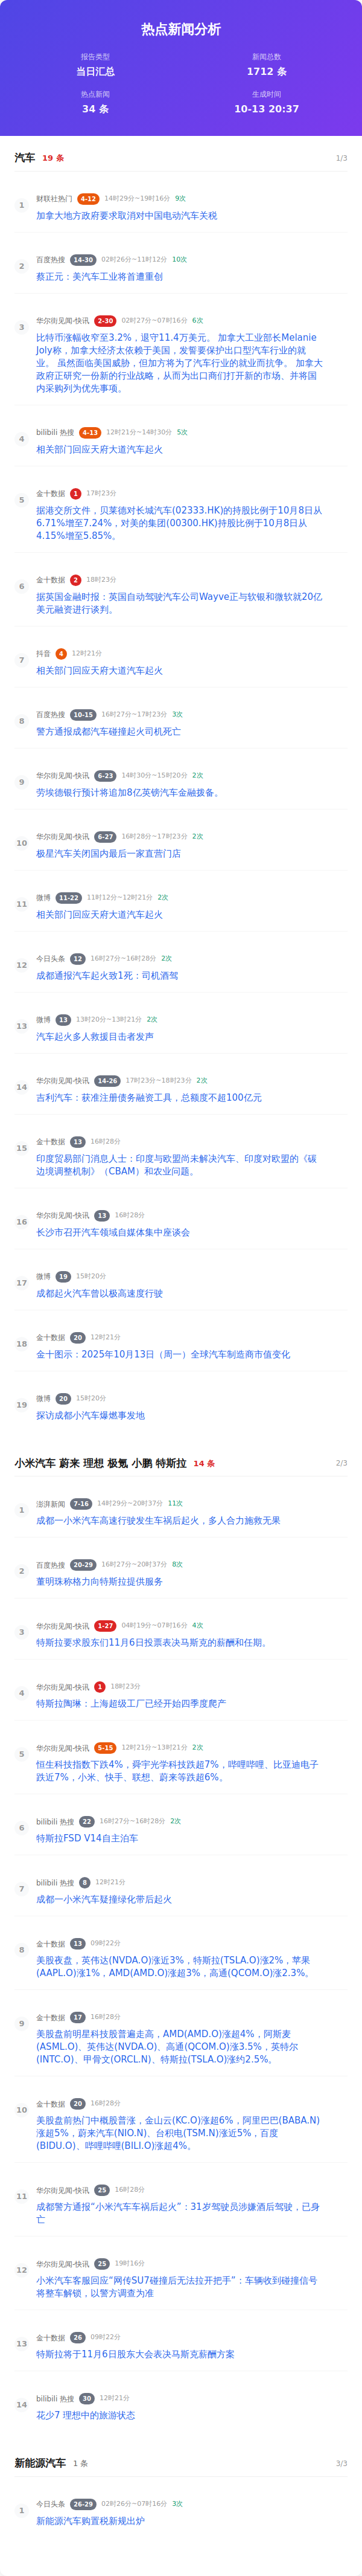 热点新闻分析
报告类型
新闻总数
当日汇总
1712 条
热点新闻
生成时间
34 条
10-13 20:37
汽车 19 条 1/3
1
财联社热门 4-12 14时29分~19时16分 9次
加拿大地方政府要求取消对中国电动汽车关税
2
百度热搜 14-30 02时26分~11时12分 10次
蔡正元：美汽车工业将首遭重创
3
华尔街见闻-快讯 2-30 02时27分~07时16分 6次
比特币涨幅收窄至3.2%，退守11.4万美元。 加拿大工业部长Melanie
Joly称，加拿大经济太依赖于美国，发誓要保护出口型汽车行业的就
业。 虽然面临美国威胁，但加方将为了汽车行业的就业而抗争。 加拿大
政府正研究一份新的行业战略，从而为出口商们打开新的市场、并将国
内采购列为优先事项。
4
bilibili 热搜 4-13 12时21分~14时30分 5次
相关部门回应天府大道汽车起火
5
金十数据 1 17时23分
据港交所文件，贝莱德对长城汽车(02333.HK)的持股比例于10月8日从
6.71%增至7.24%，对美的集团(00300.HK)持股比例于10月8日从
4.15%增至5.85%。
6
金十数据 2 18时23分
据英国金融时报：英国自动驾驶汽车公司Wayve正与软银和微软就20亿
美元融资进行谈判。
7
抖音 4 12时21分
相关部门回应天府大道汽车起火
8
百度热搜 10-15 16时27分~17时23分 3次
警方通报成都汽车碰撞起火司机死亡
9
华尔街见闻-快讯 6-23 14时30分~15时20分 2次
劳埃德银行预计将追加8亿英镑汽车金融拨备。
10
华尔街见闻-快讯 6-27 16时28分~17时23分 2次
极星汽车关闭国内最后一家直营门店
11
微博 11-22 11时12分~12时21分 2次
相关部门回应天府大道汽车起火
12
今日头条 12 16时27分~16时28分 2次
成都通报汽车起火致1死：司机酒驾
13
微博 13 13时20分~13时21分 2次
汽车起火多人救援目击者发声
14
华尔街见闻-快讯 14-26 17时23分~18时23分 2次
吉利汽车：获准注册债务融资工具，总额度不超100亿元
15
金十数据 13 16时28分
印度贸易部门消息人士：印度与欧盟尚未解决汽车、印度对欧盟的《碳
边境调整机制》（CBAM）和农业问题。
16
华尔街见闻-快讯 13 16时28分
长沙市召开汽车领域自媒体集中座谈会
17
微博 19 15时20分
成都起火汽车曾以极高速度行驶
18
金十数据 20 12时21分
金十图示：2025年10月13日（周一）全球汽车制造商市值变化
19
微博 20 15时20分
探访成都小汽车爆燃事发地
小米汽车 蔚来 理想 极氪 小鹏 特斯拉 14 条 2/3
1
澎湃新闻 7-16 14时29分~20时37分 11次
成都一小米汽车高速行驶发生车祸后起火，多人合力施救无果
2
百度热搜 20-29 16时27分~20时37分 8次
董明珠称格力向特斯拉提供服务
3
华尔街见闻-快讯 1-27 04时19分~07时16分 4次
特斯拉要求股东们11月6日投票表决马斯克的薪酬和任期。
4
华尔街见闻-快讯 1 18时23分
特斯拉陶琳：上海超级工厂已经开始四季度爬产
5
华尔街见闻-快讯 5-15 12时21分~13时21分 2次
恒生科技指数下跌4%，舜宇光学科技跌超7%，哔哩哔哩、比亚迪电子
跌近7%，小米、快手、联想、蔚来等跌超6%。
6
bilibili 热搜 22 16时27分~16时28分 2次
特斯拉FSD V14自主泊车
7
bilibili 热搜 8 12时21分
成都一小米汽车疑撞绿化带后起火
8
金十数据 13 09时22分
美股夜盘，英伟达(NVDA.O)涨近3%，特斯拉(TSLA.O)涨2%，苹果
(AAPL.O)涨1%，AMD(AMD.O)涨超3%，高通(QCOM.O)涨2.3%。
9
金十数据 17 16时28分
美股盘前明星科技股普遍走高，AMD(AMD.O)涨超4%，阿斯麦
(ASML.O)、英伟达(NVDA.O)、高通(QCOM.O)涨3.5%，英特尔
(INTC.O)、甲骨文(ORCL.N)、特斯拉(TSLA.O)涨约2.5%。
10
金十数据 20 16时28分
美股盘前热门中概股普涨，金山云(KC.O)涨超6%，阿里巴巴(BABA.N)
涨超5%，蔚来汽车(NIO.N)、台积电(TSM.N)涨近5%，百度
(BIDU.O)、哔哩哔哩(BILI.O)涨超4%。
11
华尔街见闻-快讯 25 16时28分
成都警方通报“小米汽车车祸后起火”：31岁驾驶员涉嫌酒后驾驶，已身
亡
12
华尔街见闻-快讯 25 19时16分
小米汽车客服回应“网传SU7碰撞后无法拉开把手”：车辆收到碰撞信号
将整车解锁，以警方调查为准
13
金十数据 26 09时22分
特斯拉将于11月6日股东大会表决马斯克薪酬方案
14
bilibili 热搜 30 12时21分
花少7 理想中的旅游状态
新能源汽车 1 条 3/3
1
今日头条 26-29 02时26分~07时16分 3次
新能源汽车购置税新规出炉